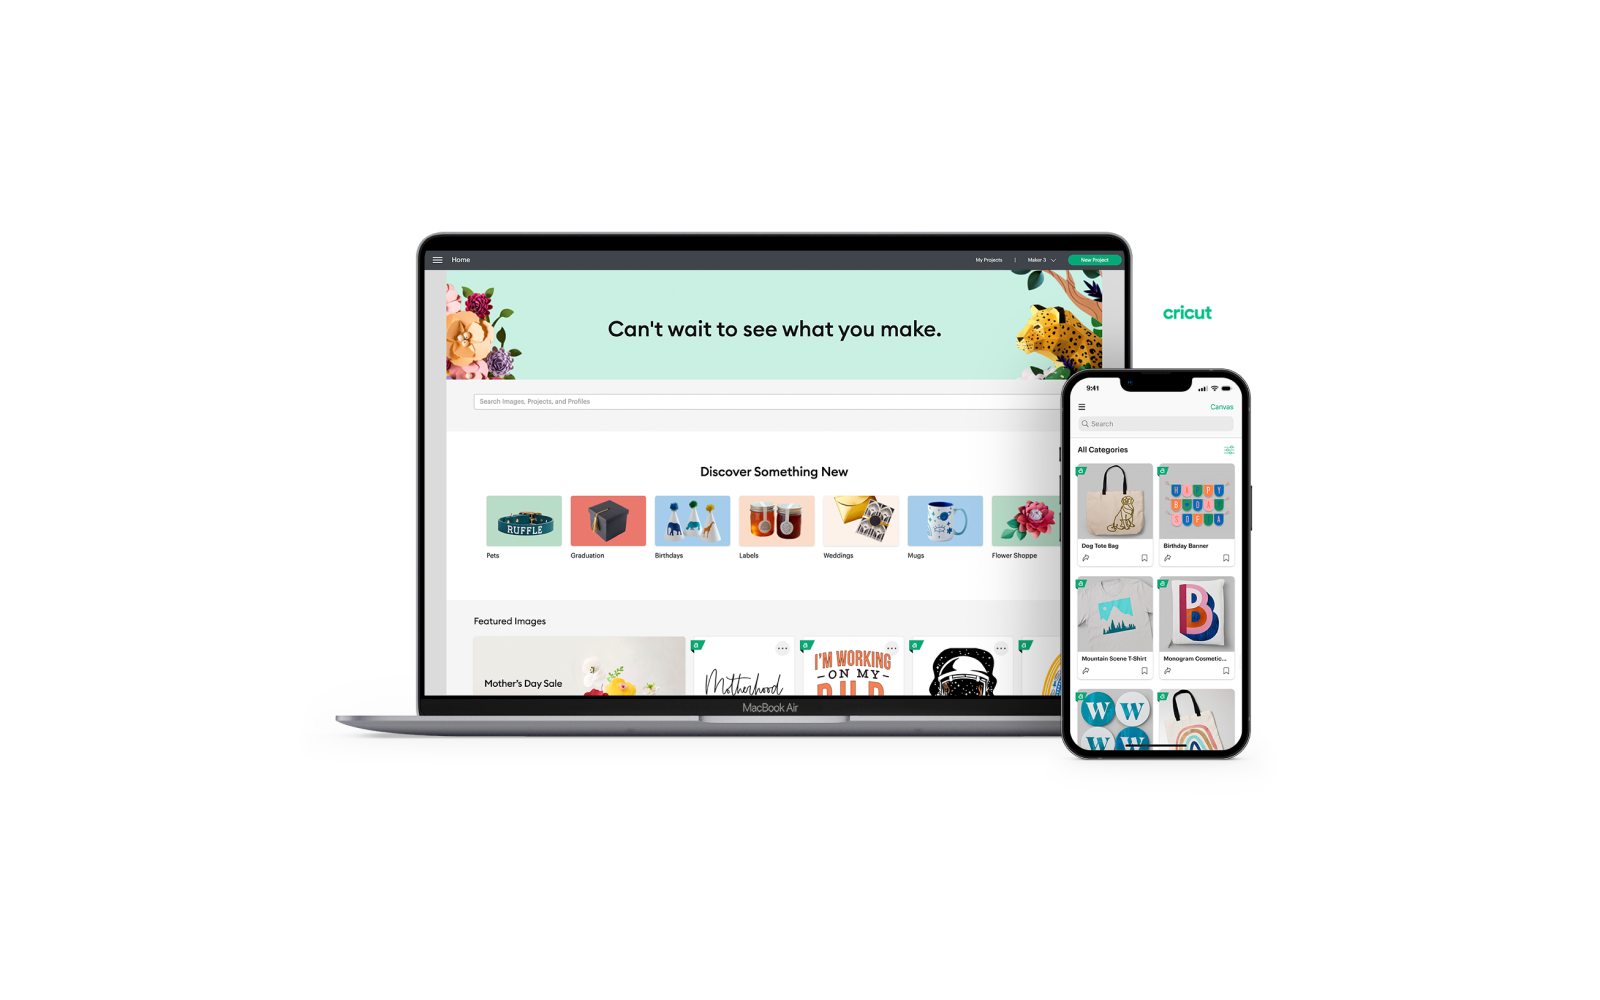 Home
My Projects | Maker 3 New Project
Can't wait to see what you make.
Search Images, Projects, and Profiles
Discover Something New
RUFFLE
Pets
Graduation
Birthdays
Labels
Weddings
Mugs
Flower Shoppe
Featured Images
Mother's Day Sale
Motherhood
I'M WORKING
ON MY
MacBook Air
cricut
9:41
Canvas
Search
All Categories
HAPPY
B DAY
SOFIA
Dog Tote Bag
Birthday Banner
B
Mountain Scene T-Shirt
Monogram Cosmetic...
W W
W W